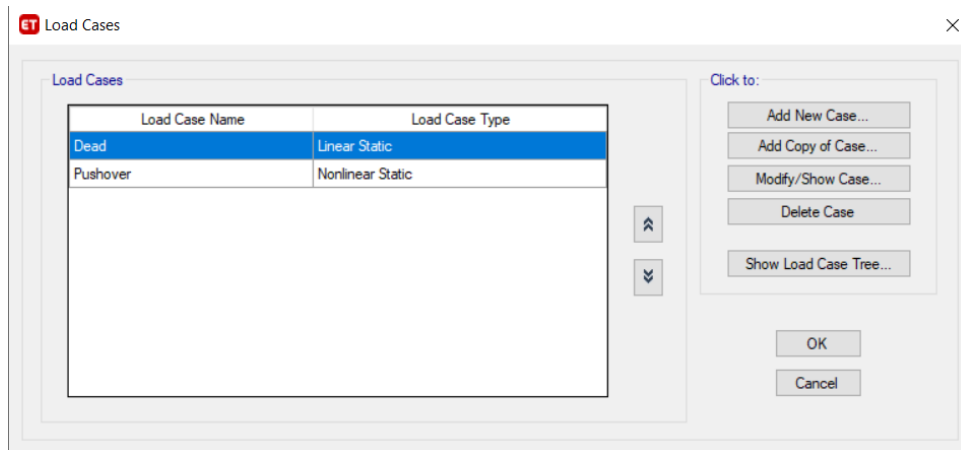 ET Load Cases
Load Cases
Load Case Name Load Case Type
Dead Linear Static
Pushover Nonlinear Static
Click to:
Add New Case...
Add Copy of Case...
Modify/Show Case...
Delete Case
Show Load Case Tree...
OK
Cancel